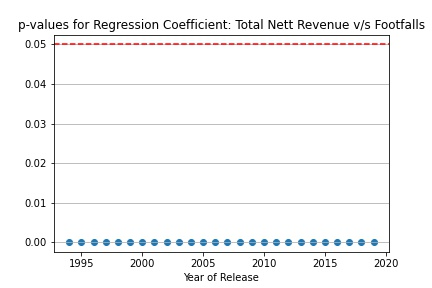 p-values for Regression Coefficient: Total Nett Revenue v/s Footfalls
0.05
0.04
0.03
0.02
0.01
0.00
1995 2000 2005 2010 2015 2020
Year of Release